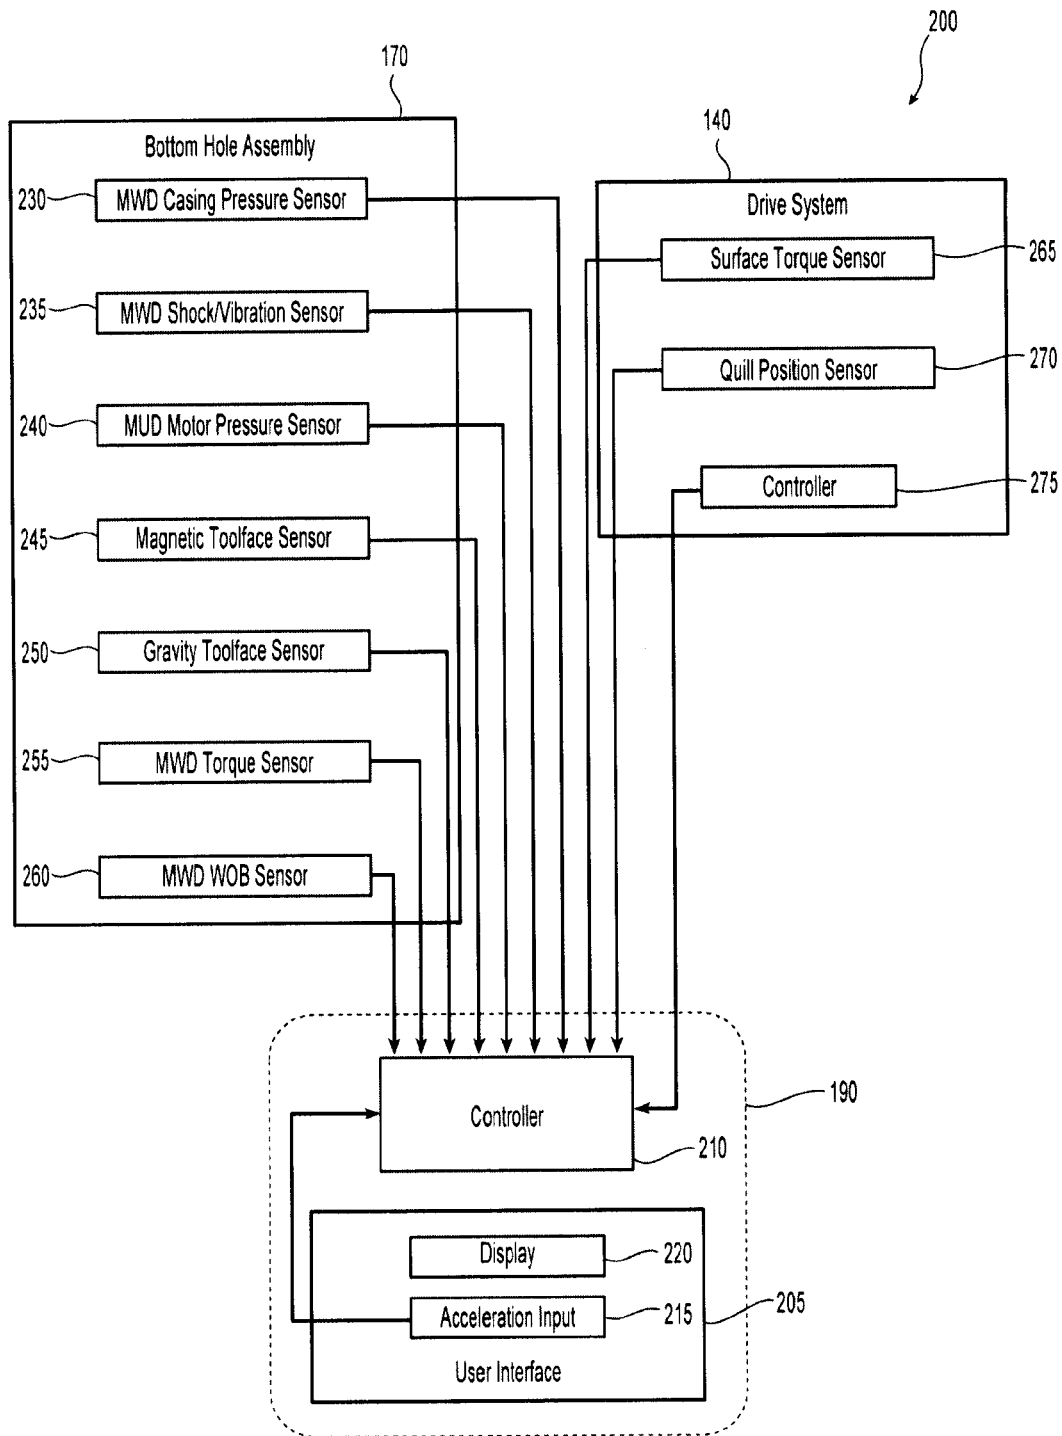 200
170
Bottom Hole Assembly
230
MWD Casing Pressure Sensor
235
MWD Shock/Vibration Sensor
240
MUD Motor Pressure Sensor
245
Magnetic Toolface Sensor
250
Gravity Toolface Sensor
255
MWD Torque Sensor
260
MWD WOB Sensor
140
Drive System
Surface Torque Sensor
265
Quill Position Sensor
270
Controller
275
190
Controller
210
Display
220
Acceleration Input
215
205
User Interface